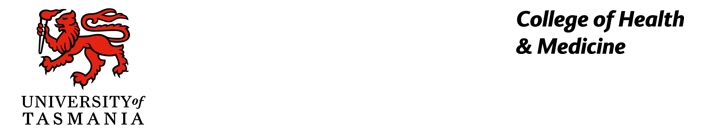 UNIVERSITY of
TASMANIA
College of Health
& Medicine